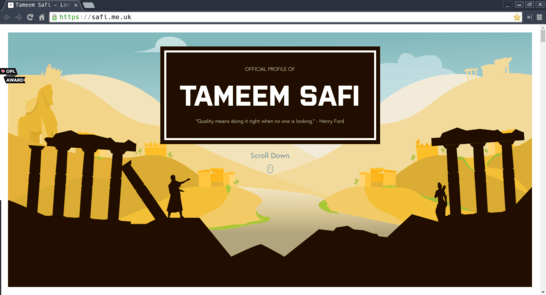 Tameem Safi - Lon
https://safi.me.uk
OPL
AWARD
OFFICIAL PROFILE OF
TAMEEM SAFI
"Quality means doing it right when no one is looking." - Henry Ford
Scroll Down